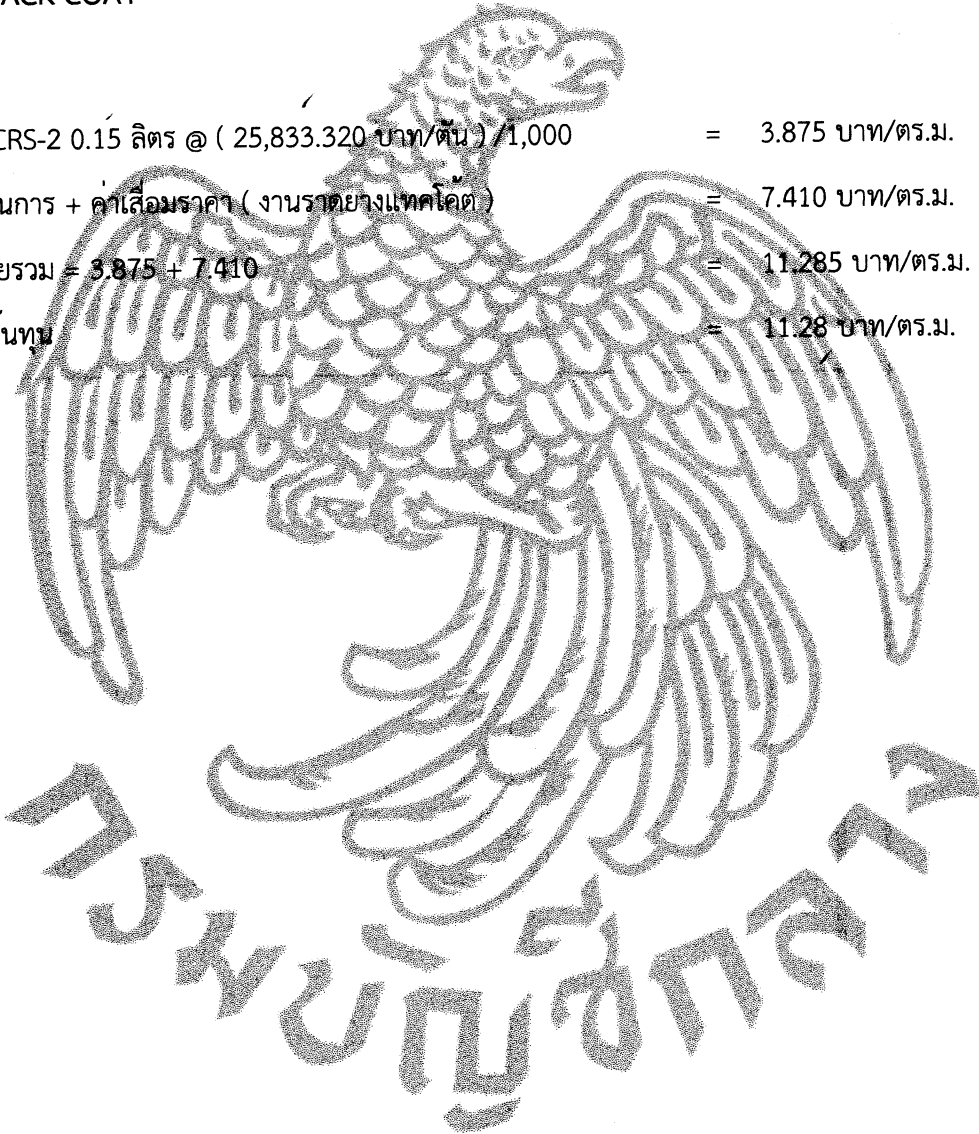 TACK COAT
CRS-2 0.15 ลิตร @ ( 25,833.320 บาท/ตัน ) /1,000 = 3.875 บาท/ตร.ม.
นการ + ค่าเสื่อมราคา ( งานราดยางแทคโค้ต ) = 7.410 บาท/ตร.ม.
ยรวม = 3.875 + 7.410 = 11.285 บาท/ตร.ม.
นทุน = 11.28 บาท/ตร.ม.
กรมบัญชีกลาง